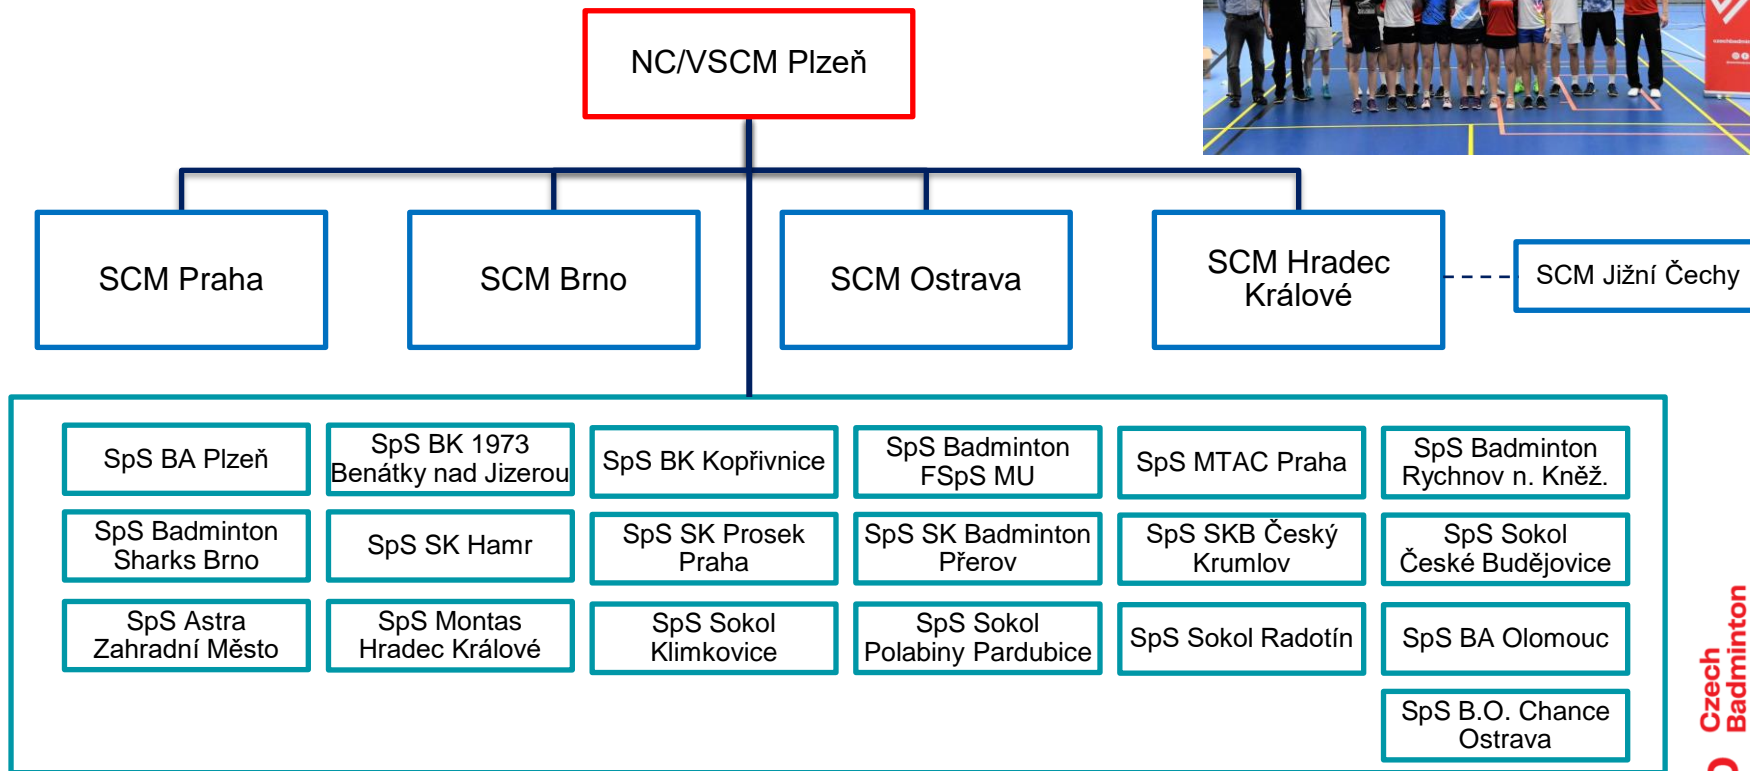 NC/VSCM Plzeň
SCM Praha
SCM Brno
SCM Ostrava
SCM Hradec
Králové
SCM Jižní Čechy
SpS BA Plzeň
SpS BK 1973
Benátky nad Jizerou
SpS BK Kopřivnice
SpS Badminton
FSpS MU
SpS MTAC Praha
SpS Badminton
Rychnov n. Kněž.
SpS Badminton
Sharks Brno
SpS SK Hamr
SpS SK Prosek
Praha
SpS SK Badminton
Přerov
SpS SKB Český
Krumlov
SpS Sokol
České Budějovice
SpS Astra
Zahradní Město
SpS Montas
Hradec Králové
SpS Sokol
Klimkovice
SpS Sokol
Polabiny Pardubice
SpS Sokol Radotín
SpS BA Olomouc
SpS B.O. Chance
Ostrava
Czech
Badminton